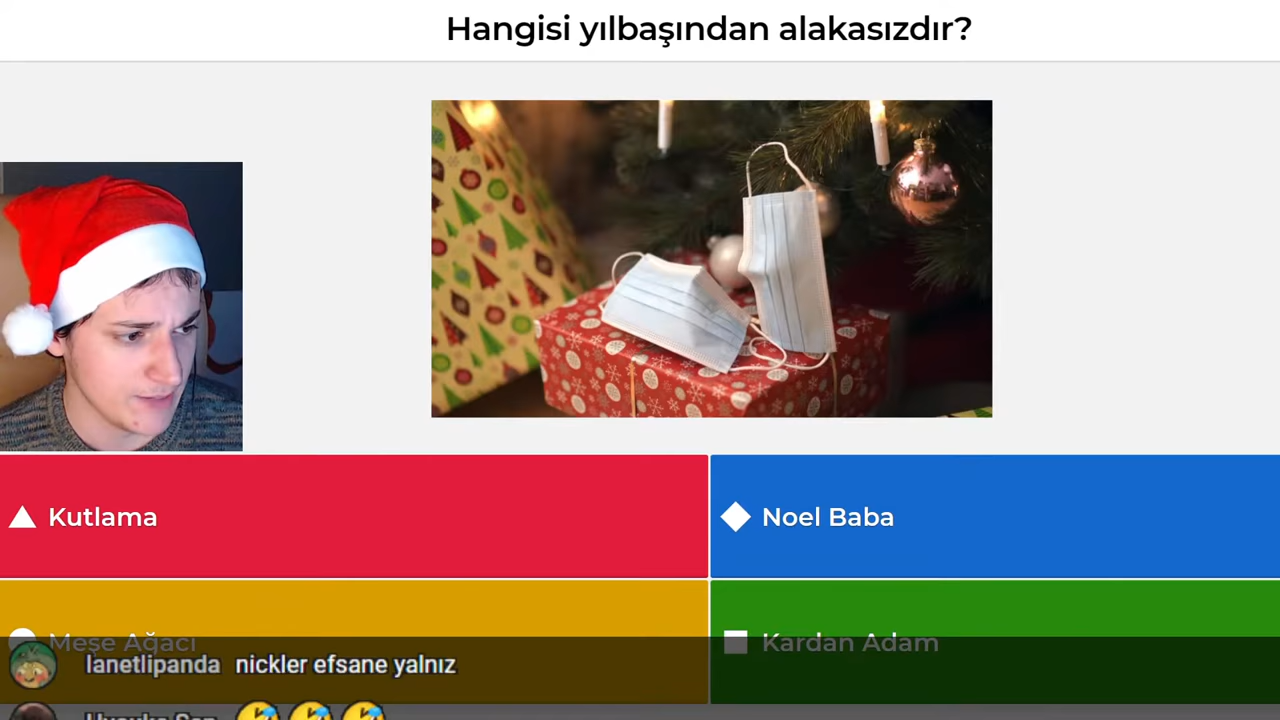 Hangisi yılbaşından alakasızdır?
Kutlama
Noel Baba
Meşe Ağacı
Kardan Adam
lanetlipanda nickler efsane yalnız